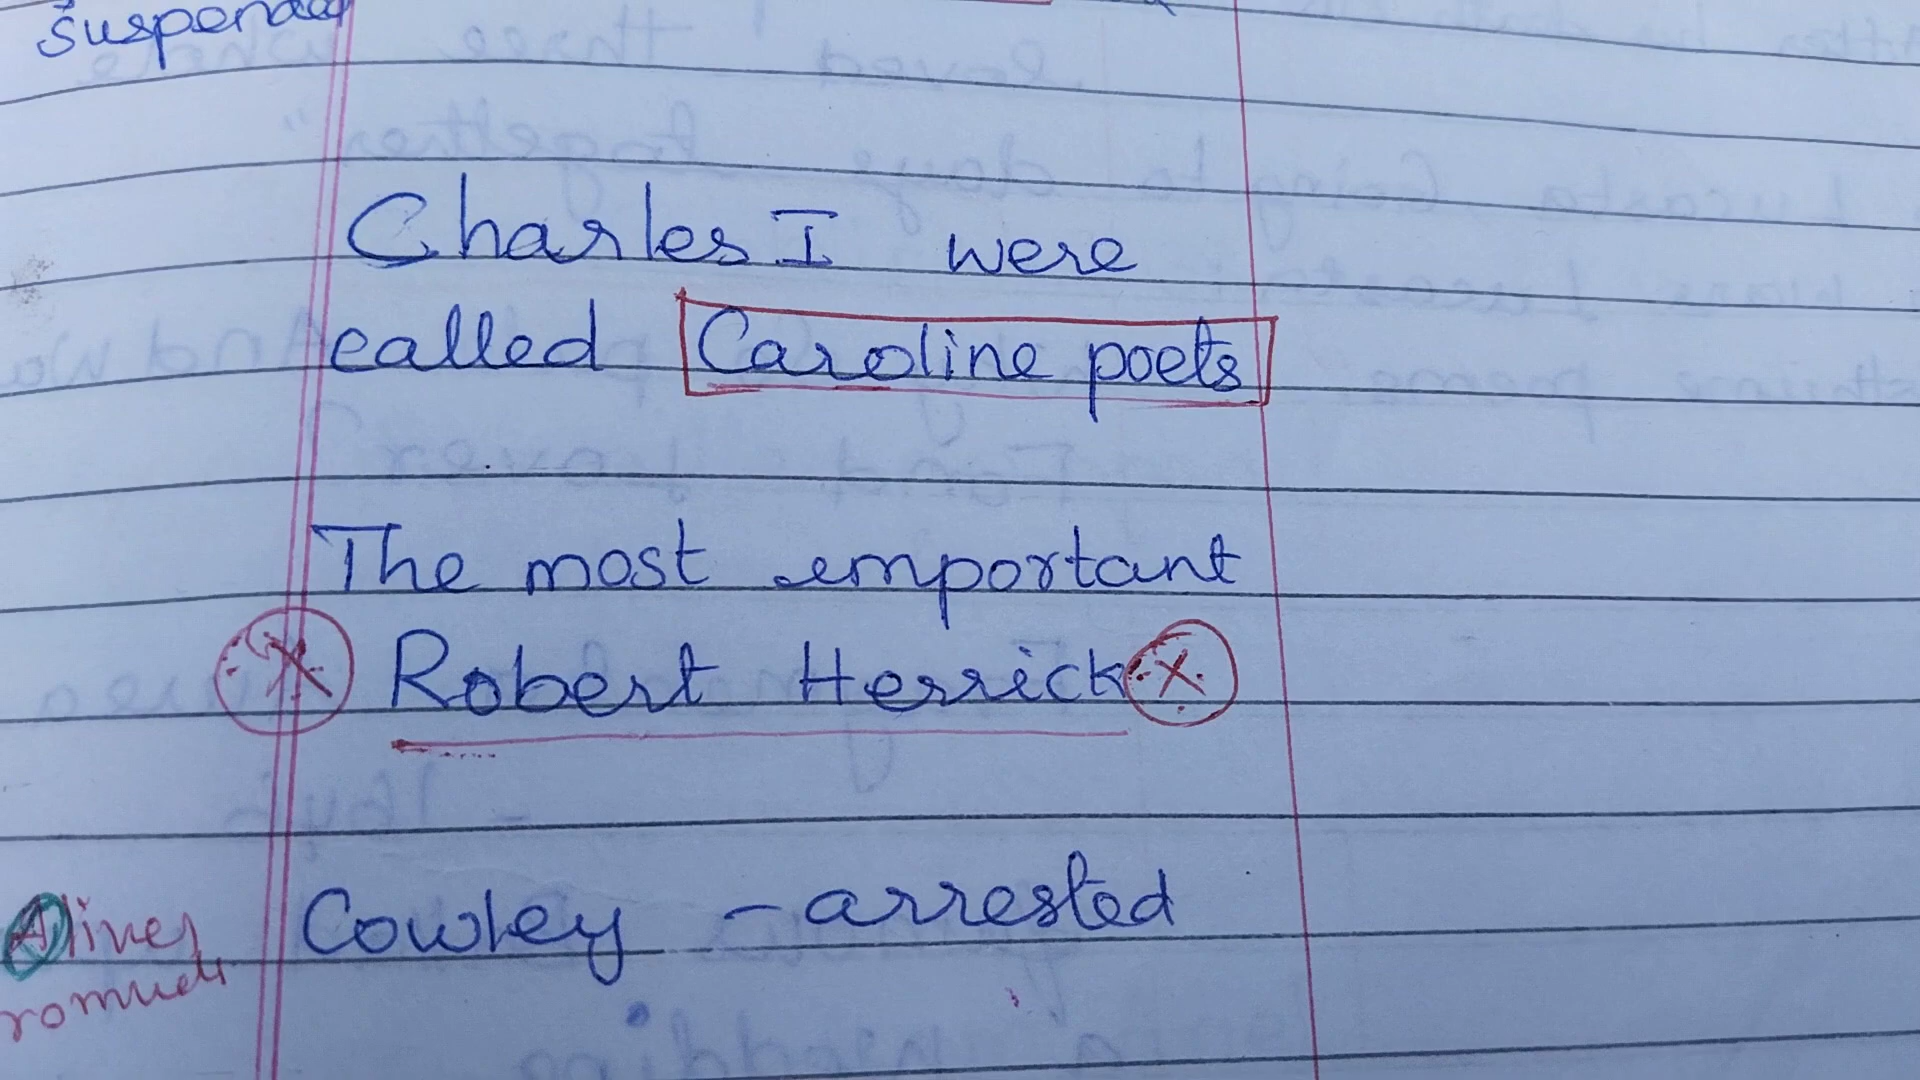 suspended
Charles I were
called Caroline poets
The most important
Robert Herrick
Cowley - arrested